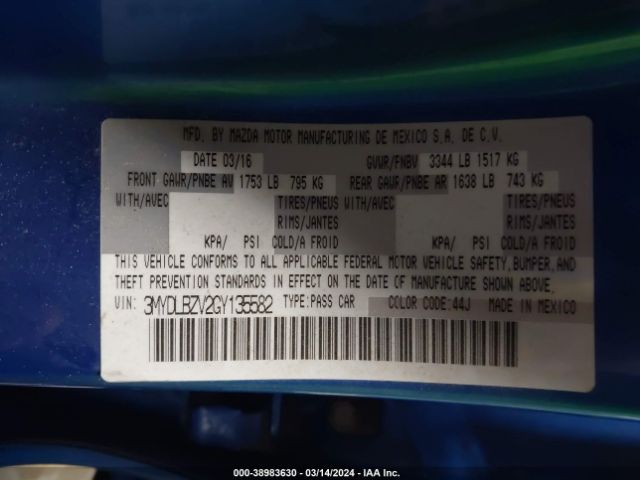 MFD. BY MAZDA MOTOR MANUFACTURING DE MEXICO S.A. DE C.V.
DATE 03/16 GVWR/PNBV 3344 LB 1517 KG
FRONT GAWR/PNBE AV 1753 LB 795 KG REAR GAWR/PNBE AR 1638 LB 743 KG
WITH/AVEC TIRES/PNEUS WITH/AVEC TIRES/PNEUS
RIMS/JANTES RIMS/JANTES
KPA/ PSI COLD/A FROID KPA/ PSI COLD/A FROID
THIS VEHICLE CONFORMS TO ALL APPLICABLE FEDERAL MOTOR VEHICLE SAFETY, BUMPER, AND
THEFT PREVENTION STANDARDS IN EFFECT ON THE DATE OF MANUFACTURE SHOWN ABOVE.
VIN: 3MYDLBZV2GY135582 TYPE:PASS CAR COLOR CODE:44J MADE IN MEXICO
000-38983630 - 03/14/2024 - IAA Inc.